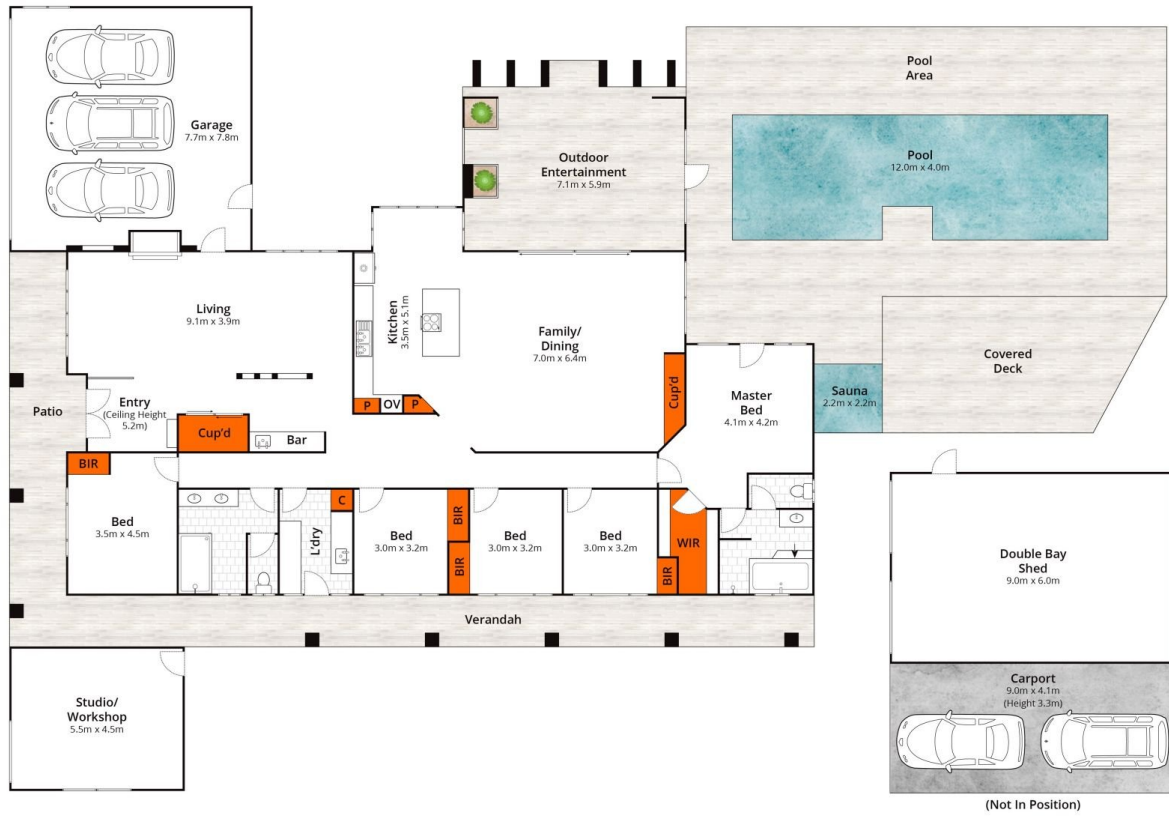 Garage
7.7m x 7.8m
Outdoor
Entertainment
7.1m x 5.9m
Pool
Area
Pool
12.0m x 4.0m
Living
9.1m x 3.9m
Kitchen
3.5m x 5.1m
Family/
Dining
7.0m x 6.4m
Covered
Deck
Patio
Entry
(Ceiling Height
5.2m)
Cup'd
Bar
P
OV
P
Cup'd
Master
Bed
4.1m x 4.2m
Sauna
2.2m x 2.2m
BIR
Bed
3.5m x 4.5m
L'dry
C
Bed
3.0m x 3.2m
BIR
BIR
Bed
3.0m x 3.2m
Bed
3.0m x 3.2m
BIR
WIR
Double Bay
Shed
9.0m x 6.0m
Verandah
Studio/
Workshop
5.5m x 4.5m
Carport
9.0m x 4.1m
(Height 3.3m)
(Not In Position)